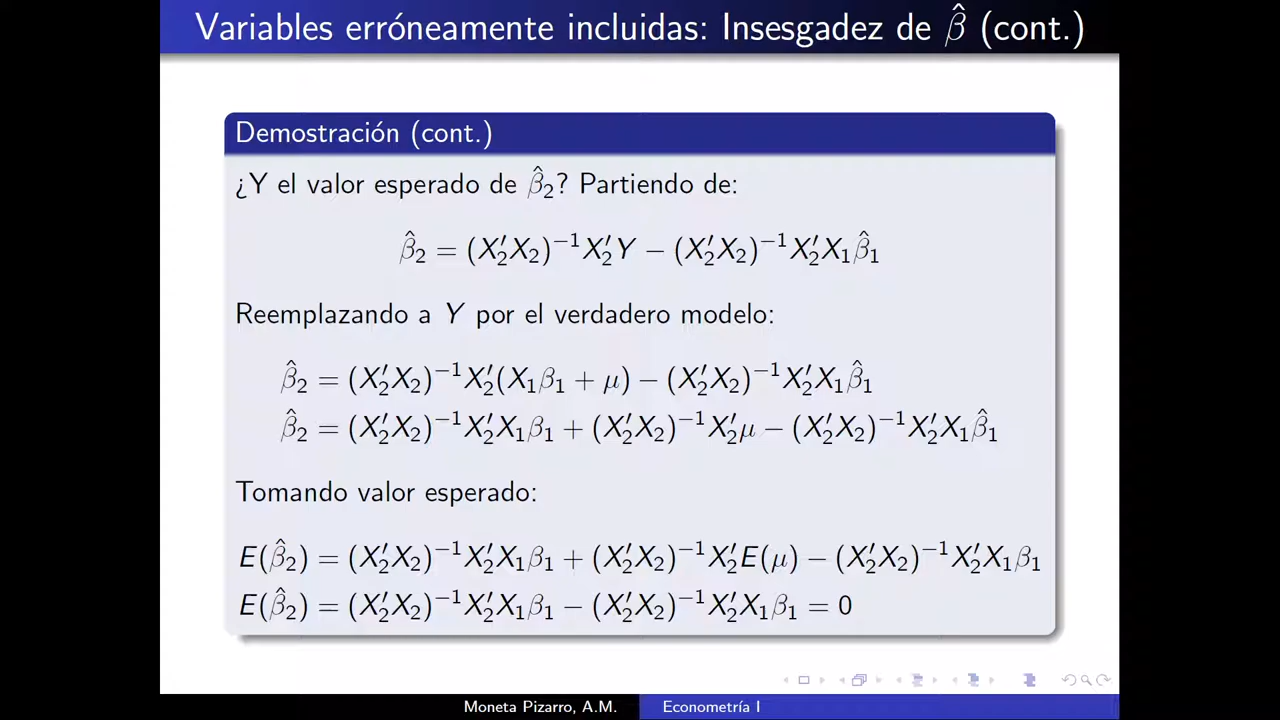 Variables erróneamente incluidas: Insesgadez de β̂ (cont.)
Demostración (cont.)
¿Y el valor esperado de β̂₂? Partiendo de:
β̂₂ = (X₂′X₂)⁻¹X₂′Y − (X₂′X₂)⁻¹X₂′X₁β̂₁
Reemplazando a Y por el verdadero modelo:
β̂₂ = (X₂′X₂)⁻¹X₂′(X₁β₁ + μ) − (X₂′X₂)⁻¹X₂′X₁β̂₁
β̂₂ = (X₂′X₂)⁻¹X₂′X₁β₁ + (X₂′X₂)⁻¹X₂′μ − (X₂′X₂)⁻¹X₂′X₁β̂₁
Tomando valor esperado:
E(β̂₂) = (X₂′X₂)⁻¹X₂′X₁β₁ + (X₂′X₂)⁻¹X₂′E(μ) − (X₂′X₂)⁻¹X₂′X₁β₁
E(β̂₂) = (X₂′X₂)⁻¹X₂′X₁β₁ − (X₂′X₂)⁻¹X₂′X₁β₁ = 0
Moneta Pizarro, A.M. Econometría I